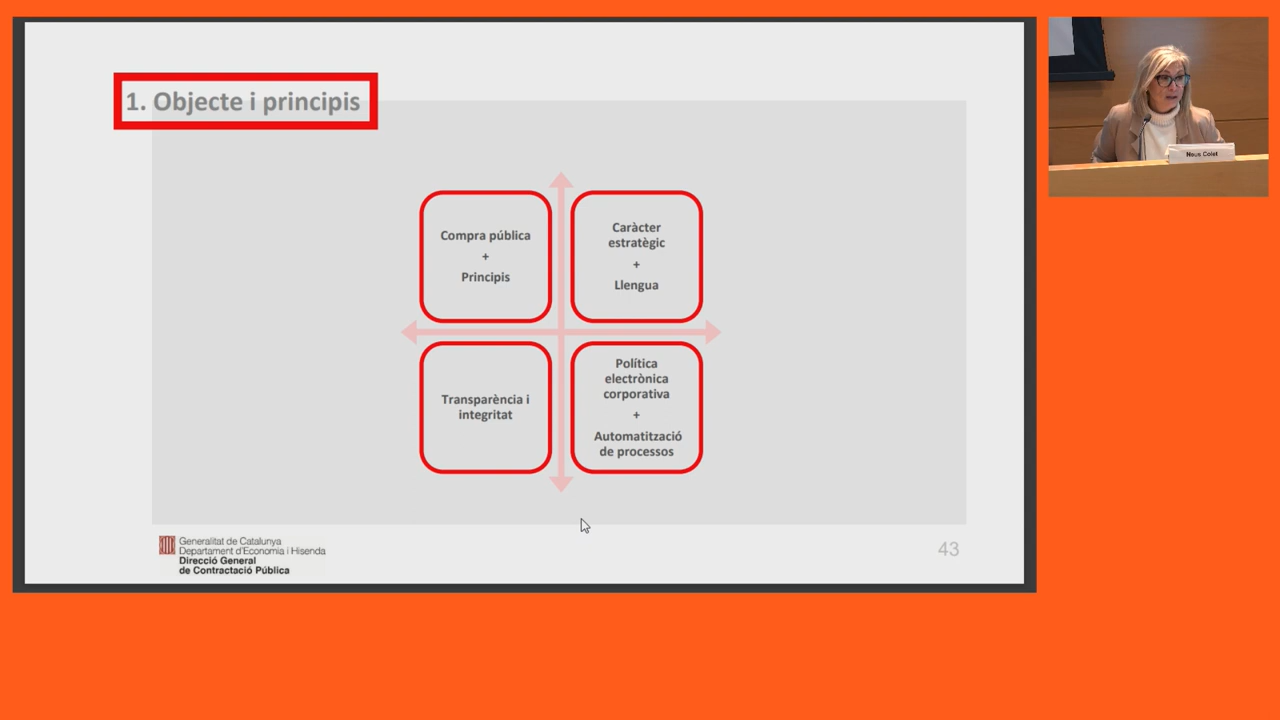 1. Objecte i principis
Compra pública
+
Principis
Caràcter
estratègic
+
Llengua
Transparència i
integritat
Política
electrònica
corporativa
+
Automatització
de processos
Generalitat de Catalunya
Departament d'Economia i Hisenda
Direcció General
de Contractació Pública
43
Neus Colet